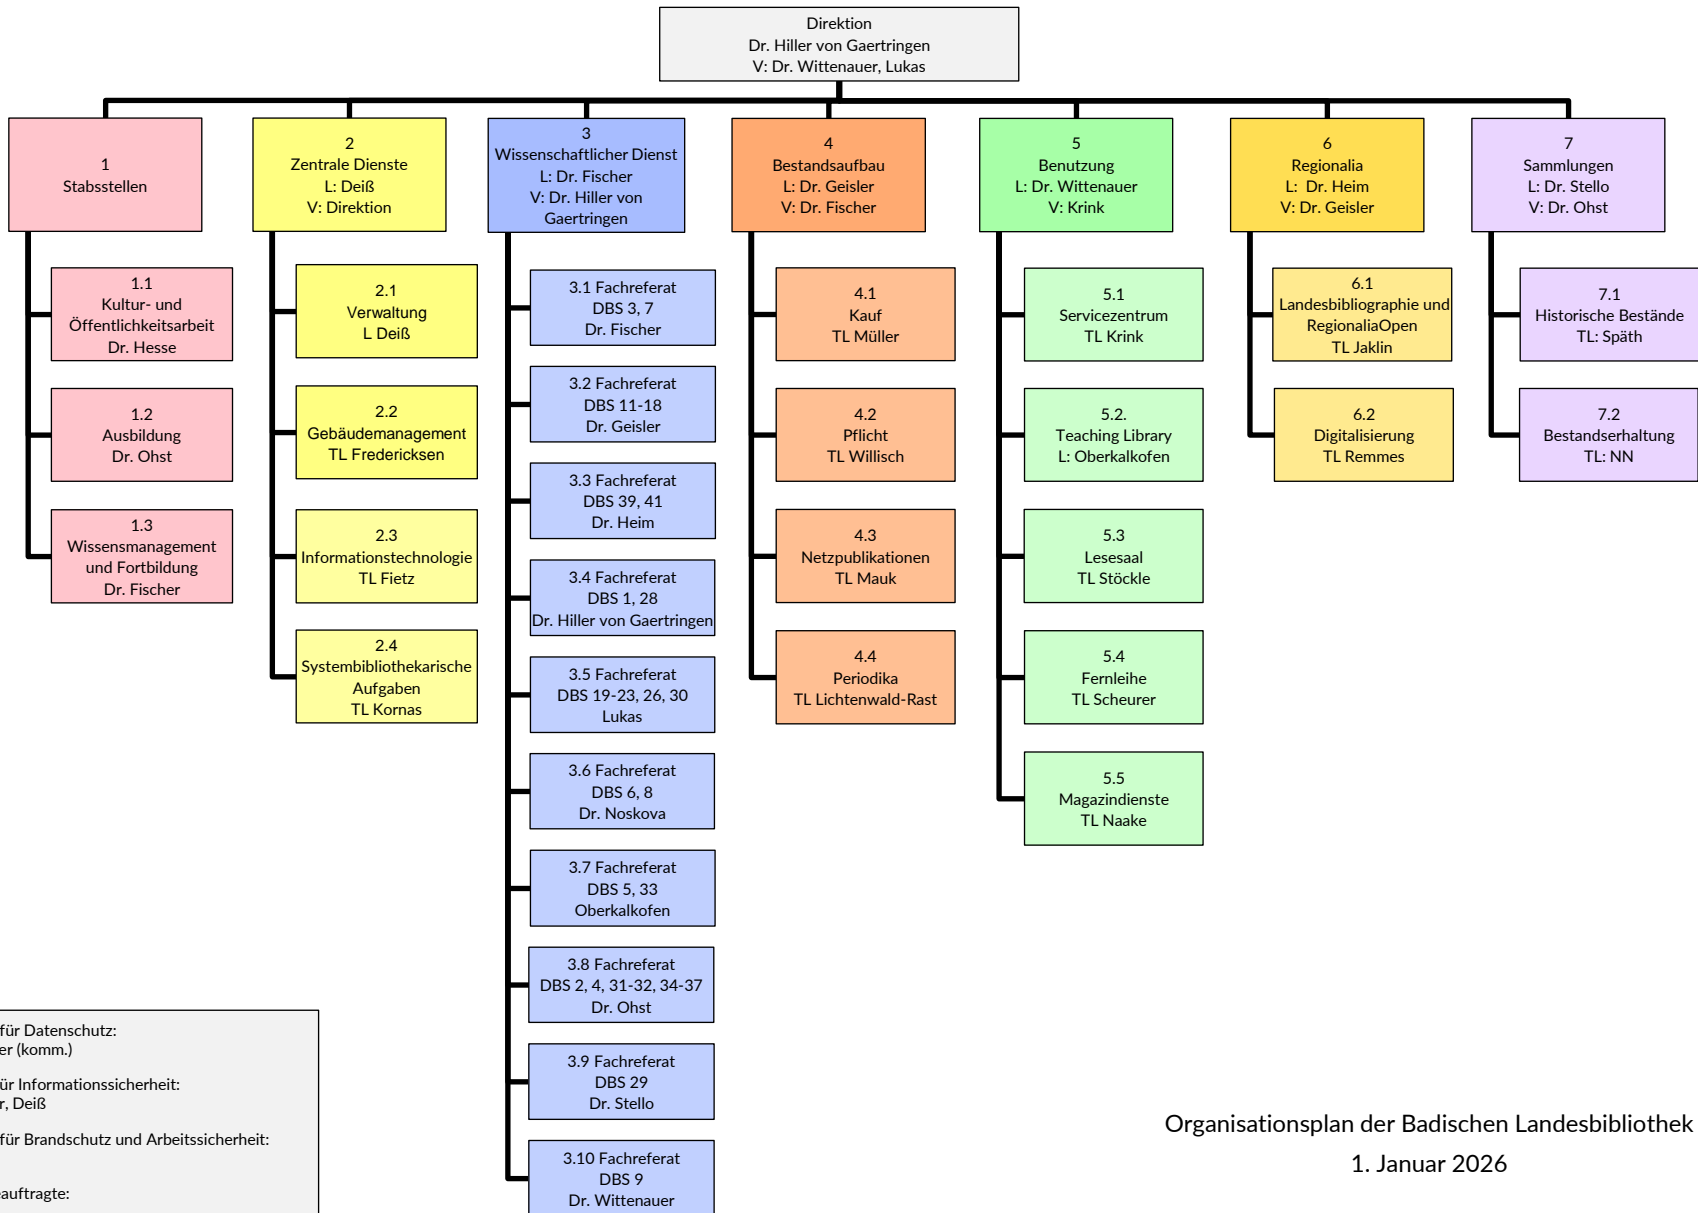 Direktion
Dr. Hiller von Gaertringen
V: Dr. Wittenauer, Lukas
1
Stabsstellen
2
Zentrale Dienste
L: Deiß
V: Direktion
3
Wissenschaftlicher Dienst
L: Dr. Fischer
V: Dr. Hiller von
Gaertringen
4
Bestandsaufbau
L: Dr. Geisler
V: Dr. Fischer
5
Benutzung
L: Dr. Wittenauer
V: Krink
6
Regionalia
L: Dr. Heim
V: Dr. Geisler
7
Sammlungen
L: Dr. Stello
V: Dr. Ohst
1.1
Kultur- und
Öffentlichkeitsarbeit
Dr. Hesse
1.2
Ausbildung
Dr. Ohst
1.3
Wissensmanagement
und Fortbildung
Dr. Fischer
2.1
Verwaltung
L Deiß
2.2
Gebäudemanagement
TL Fredericksen
2.3
Informationstechnologie
TL Fietz
2.4
Systembibliothekarische
Aufgaben
TL Kornas
3.1 Fachreferat
DBS 3, 7
Dr. Fischer
3.2 Fachreferat
DBS 11-18
Dr. Geisler
3.3 Fachreferat
DBS 39, 41
Dr. Heim
3.4 Fachreferat
DBS 1, 28
Dr. Hiller von Gaertringen
3.5 Fachreferat
DBS 19-23, 26, 30
Lukas
3.6 Fachreferat
DBS 6, 8
Dr. Noskova
3.7 Fachreferat
DBS 5, 33
Oberkalkofen
3.8 Fachreferat
DBS 2, 4, 31-32, 34-37
Dr. Ohst
3.9 Fachreferat
DBS 29
Dr. Stello
3.10 Fachreferat
DBS 9
Dr. Wittenauer
4.1
Kauf
TL Müller
4.2
Pflicht
TL Willisch
4.3
Netzpublikationen
TL Mauk
4.4
Periodika
TL Lichtenwald-Rast
5.1
Servicezentrum
TL Krink
5.2.
Teaching Library
L: Oberkalkofen
5.3
Lesesaal
TL Stöckle
5.4
Fernleihe
TL Scheurer
5.5
Magazindienste
TL Naake
6.1
Landesbibliographie und
RegionaliaOpen
TL Jaklin
6.2
Digitalisierung
TL Remmes
7.1
Historische Bestände
TL: Späth
7.2
Bestandserhaltung
TL: NN
für Datenschutz:
er (komm.)
für Informationssicherheit:
r, Deiß
für Brandschutz und Arbeitssicherheit:
auftragte:
Organisationsplan der Badischen Landesbibliothek
1. Januar 2026